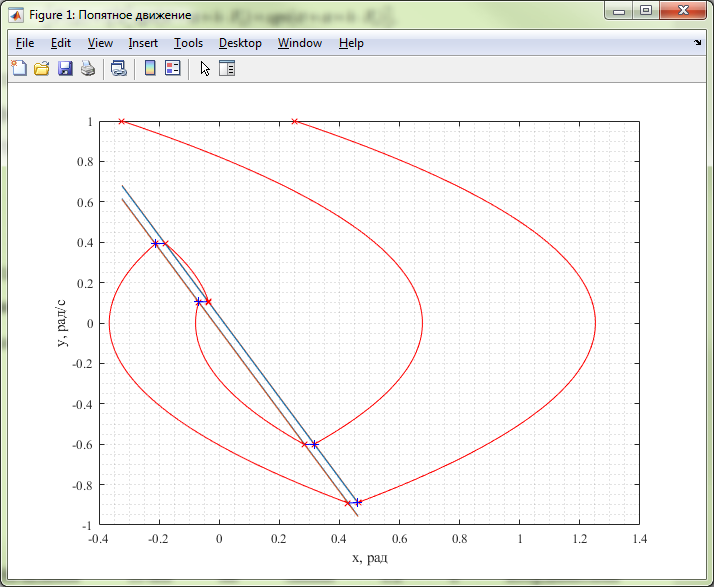 Figure 1: Попятное движение
File Edit View Insert Tools Desktop Window Help
1
0.8
0.6
0.4
0.2
0
-0.2
-0.4
-0.6
-0.8
-1
y, рад/с
-0.4 -0.2 0 0.2 0.4 0.6 0.8 1 1.2 1.4
x, рад